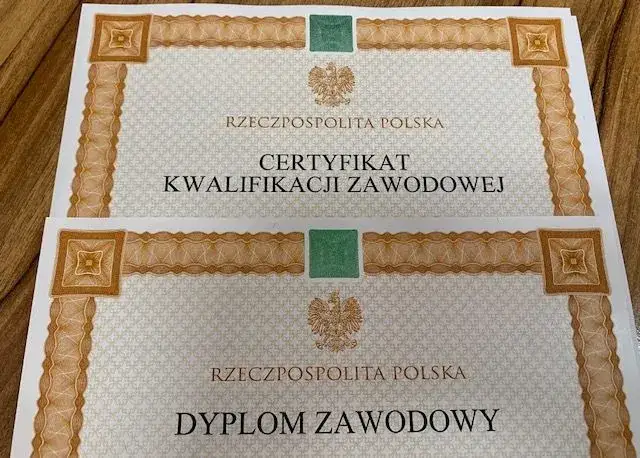 RZECZPOSPOLITA POLSKA
CERTYFIKAT
KWALIFIKACJI ZAWODOWEJ
RZECZPOSPOLITA POLSKA
DYPLOM ZAWODOWY